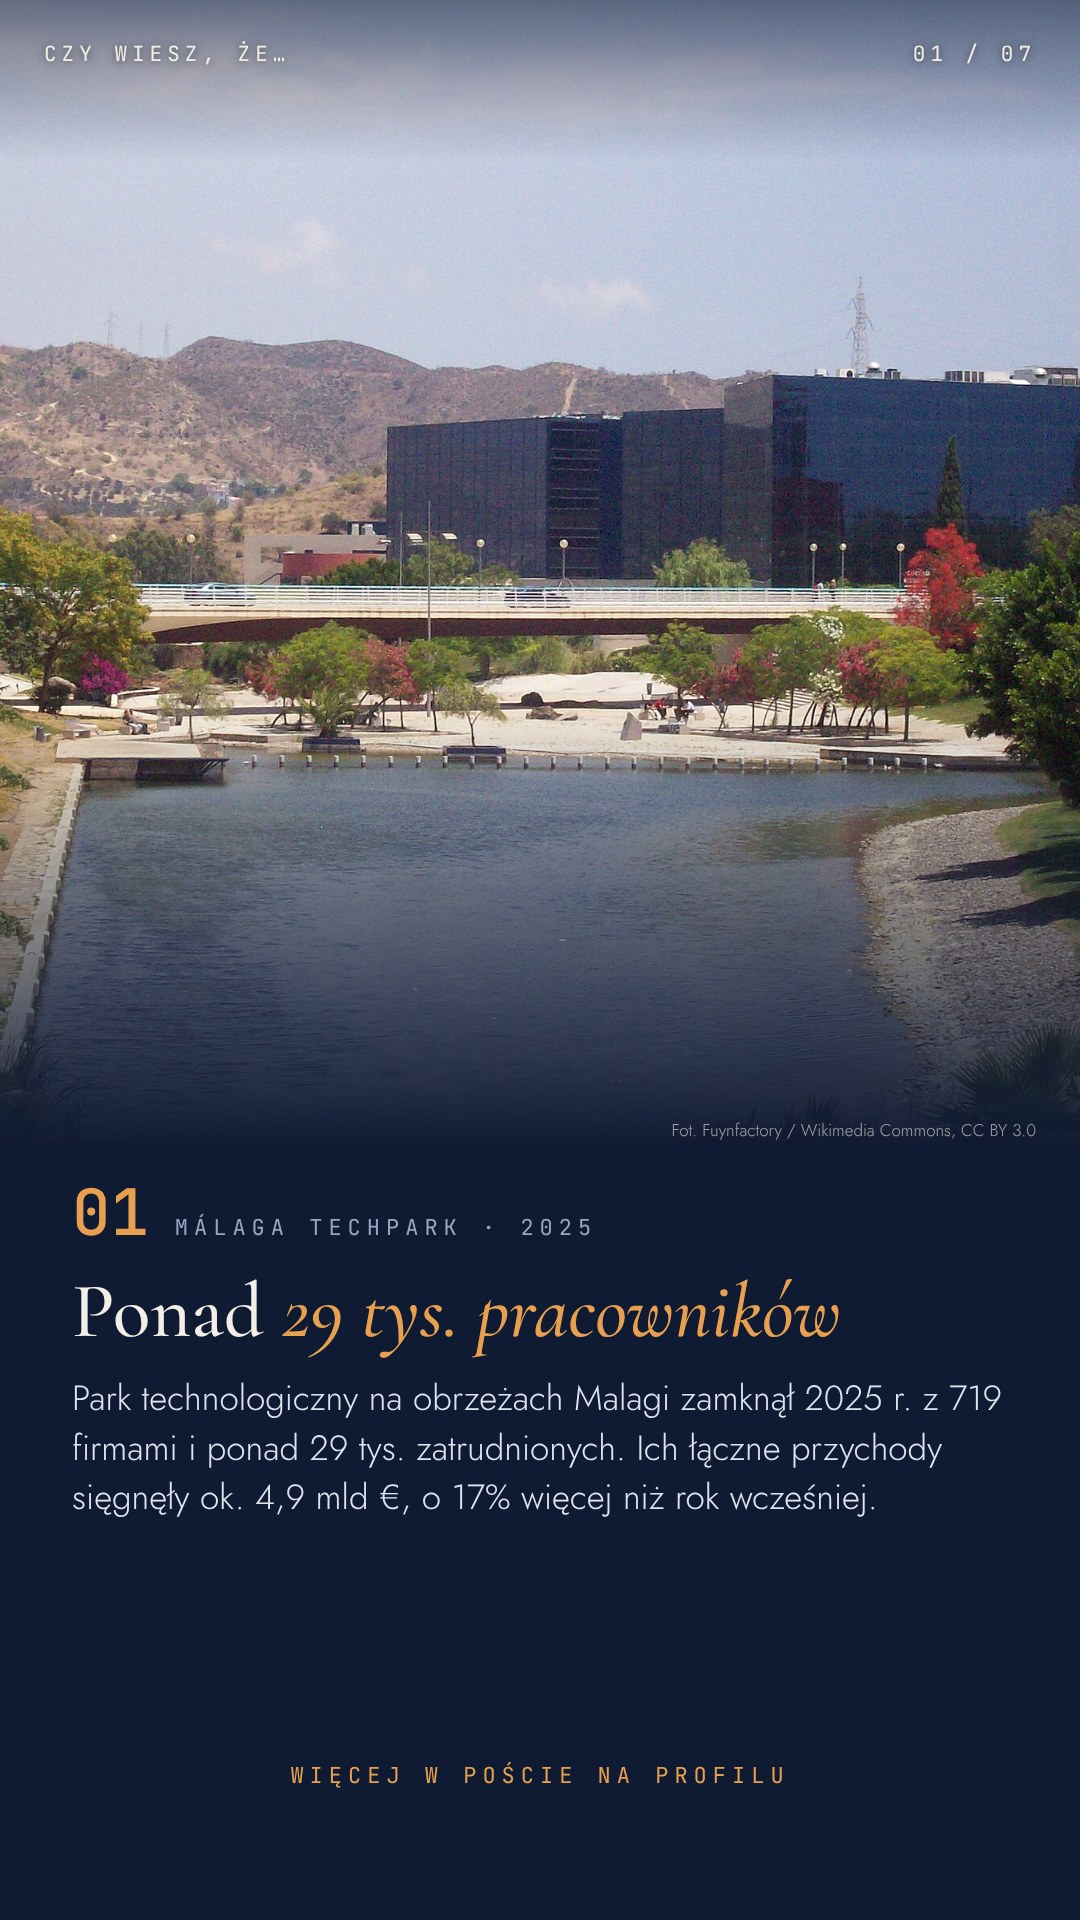 CZY WIESZ, ŻE…
01 / 07
Fot. Fuynfactory / Wikimedia Commons, CC BY 3.0
01 MÁLAGA TECHPARK · 2025
Ponad 29 tys. pracowników
Park technologiczny na obrzeżach Malagi zamknął 2025 r. z 719
firmami i ponad 29 tys. zatrudnionych. Ich łączne przychody
sięgnęły ok. 4,9 mld €, o 17% więcej niż rok wcześniej.
WIĘCEJ W POŚCIE NA PROFILU